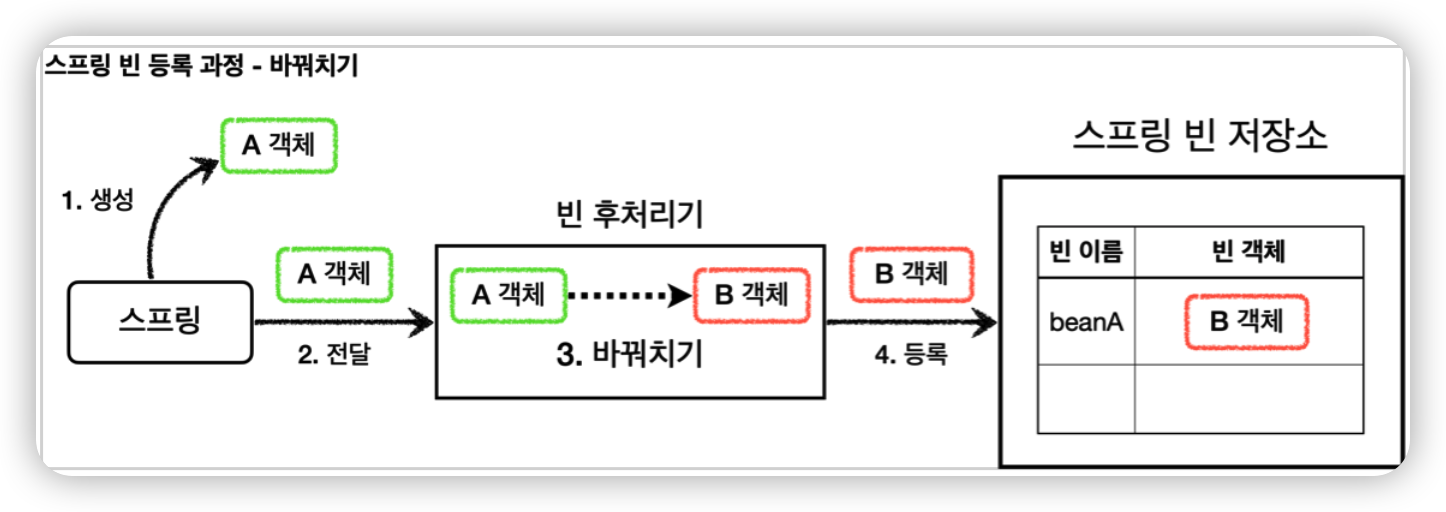 스프링 빈 등록 과정 - 바꿔치기
A 객체
1. 생성
스프링
A 객체
2. 전달
빈 후처리기
A 객체
B 객체
3. 바꿔치기
B 객체
4. 등록
스프링 빈 저장소
빈 이름 빈 객체
beanA B 객체